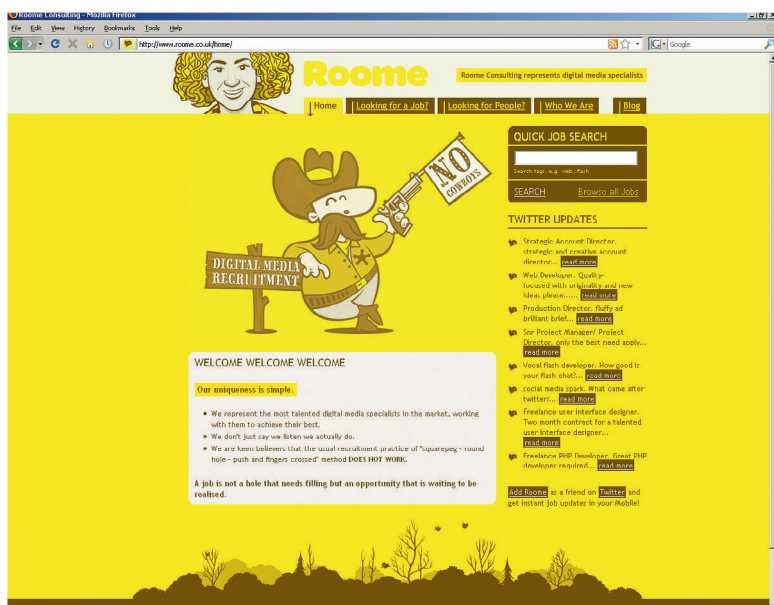 Roome Consulting - Mozilla Firefox
File Edit View History Bookmarks Tools Help
http://www.roome.co.uk/home/
Google
Roome
Roome Consulting represents digital media specialists
Home
Looking for a Job?
Looking for People?
Who We Are
Blog
NO
COWBOYS
DIGITAL MEDIA
RECRUITMENT
WELCOME WELCOME WELCOME
Our uniqueness is simple.
• We represent the most talented digital media specialists in the market, working
with them to achieve their best.
• We don't just say we listen we actually do.
• We are keen believers that the usual recruitment practice of "squarepeg - round
hole - push and fingers crossed" method DOES NOT WORK.
A job is not a hole that needs filling but an opportunity that is waiting to be
realised.
QUICK JOB SEARCH
Search tags: e.g. web, flash
SEARCH
Browse all Jobs
TWITTER UPDATES
Strategic Account Director.
strategic and creative account
director... read more
Web Developer. Quality-
focused with originality and new
ideas please...... read more
Production Director. fluffy ad
brilliant brief... read more
Snr Project Manager/ Project
Director. only the best need apply...
read more
Vocal flash developer. How good is
your flash chat?... read more
social media spark. What came after
twitter/... read more
Freelance user interface designer.
Two month contract for a talented
user interface designer...
read more
Freelance PHP Developer. Great PHP
developer required... read more
Add Roome as a friend on Twitter and
get instant job updates in your Mobile!